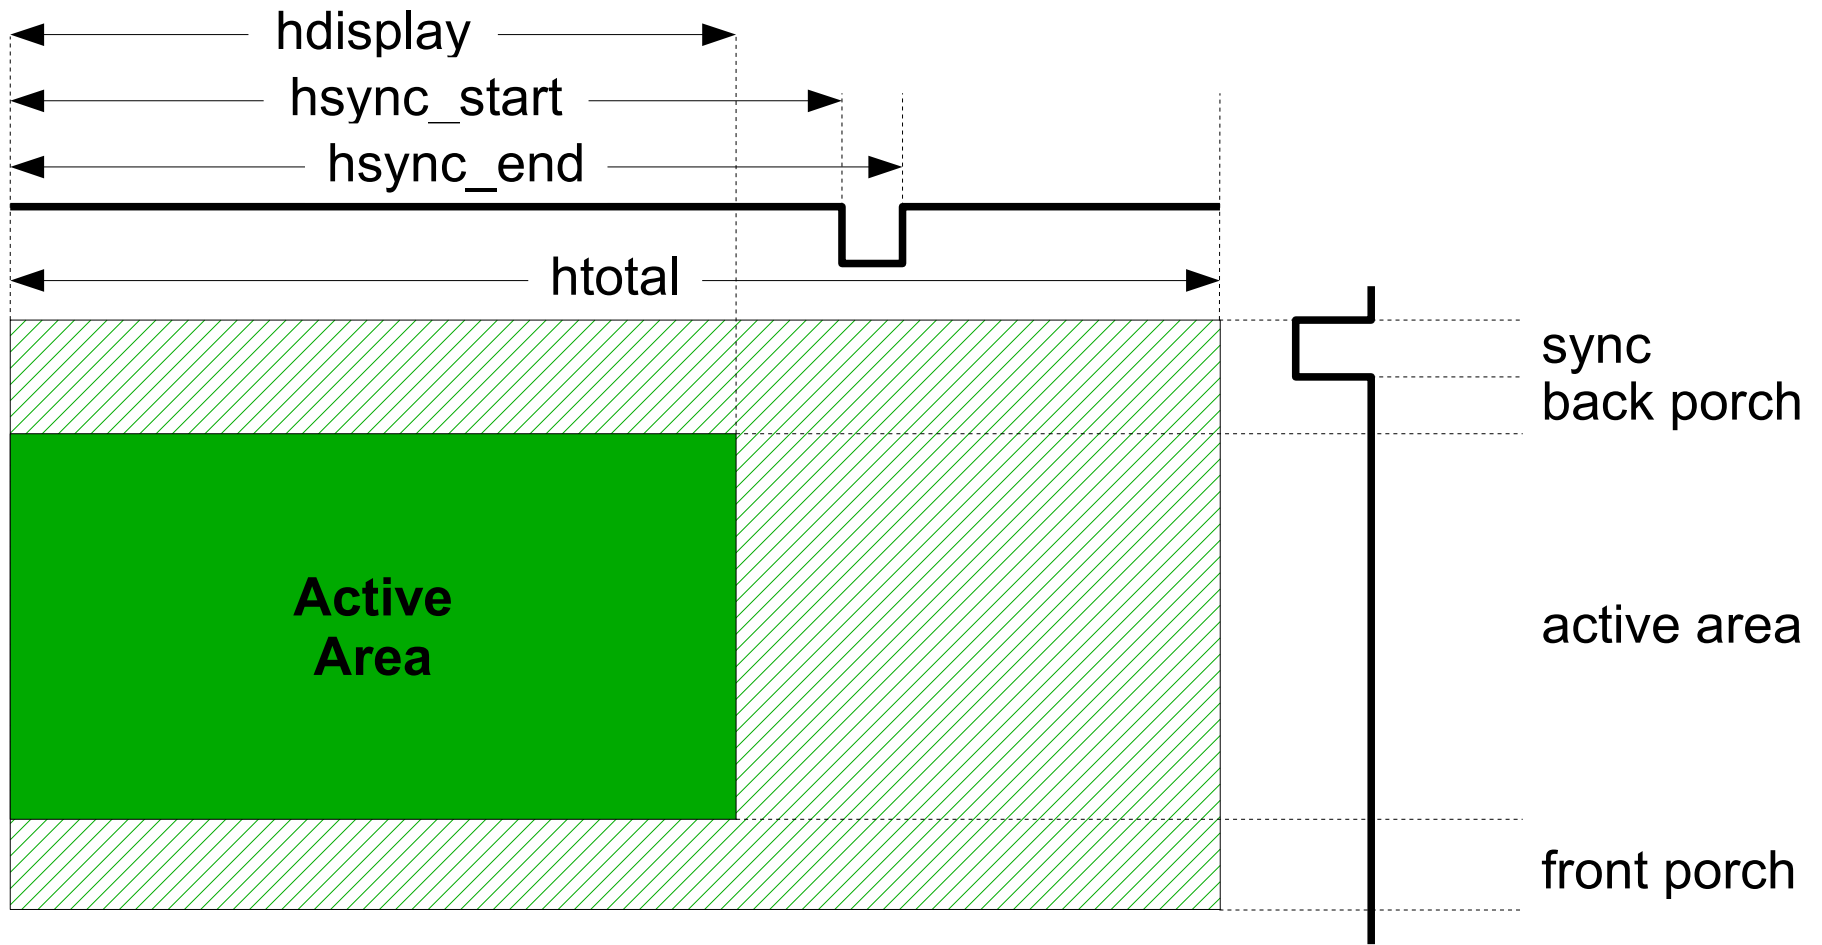 hdisplay
hsync_start
hsync_end
htotal
sync
back porch
Active
Area
active area
front porch